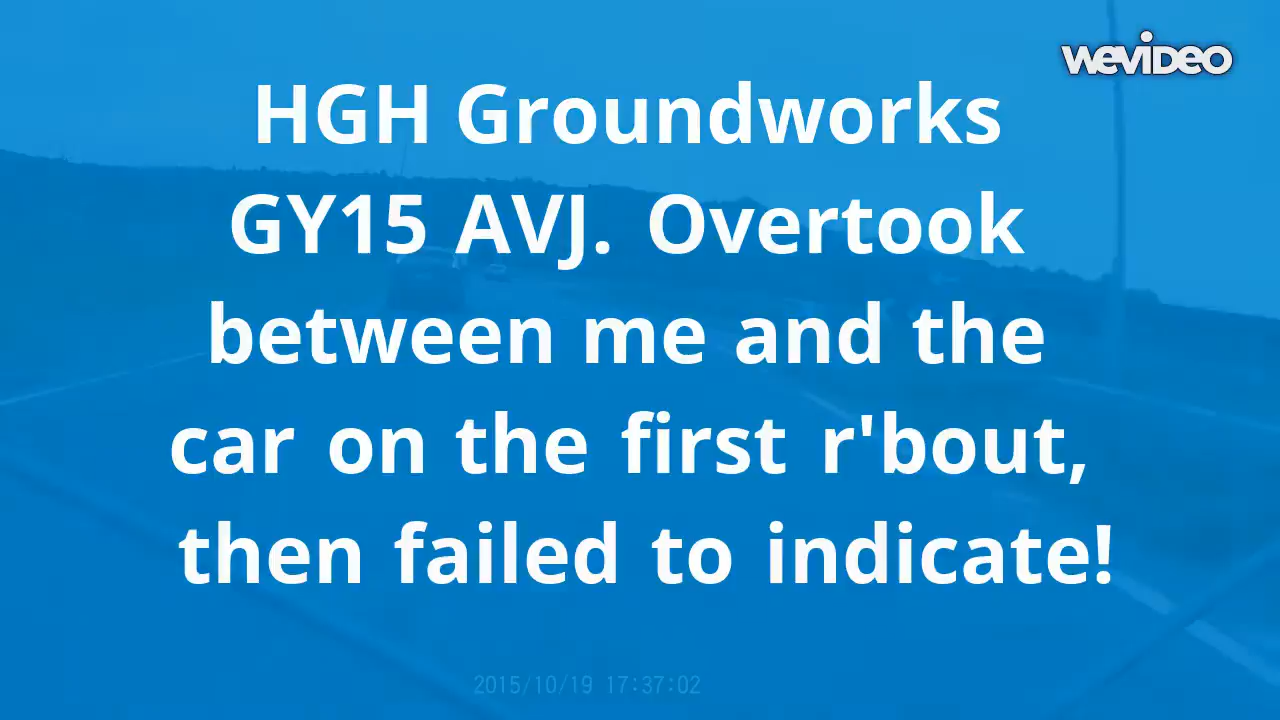 WeVideo
HGH Groundworks
GY15 AVJ. Overtook
between me and the
car on the first r'bout,
then failed to indicate!
2015/10/19 17:37:02